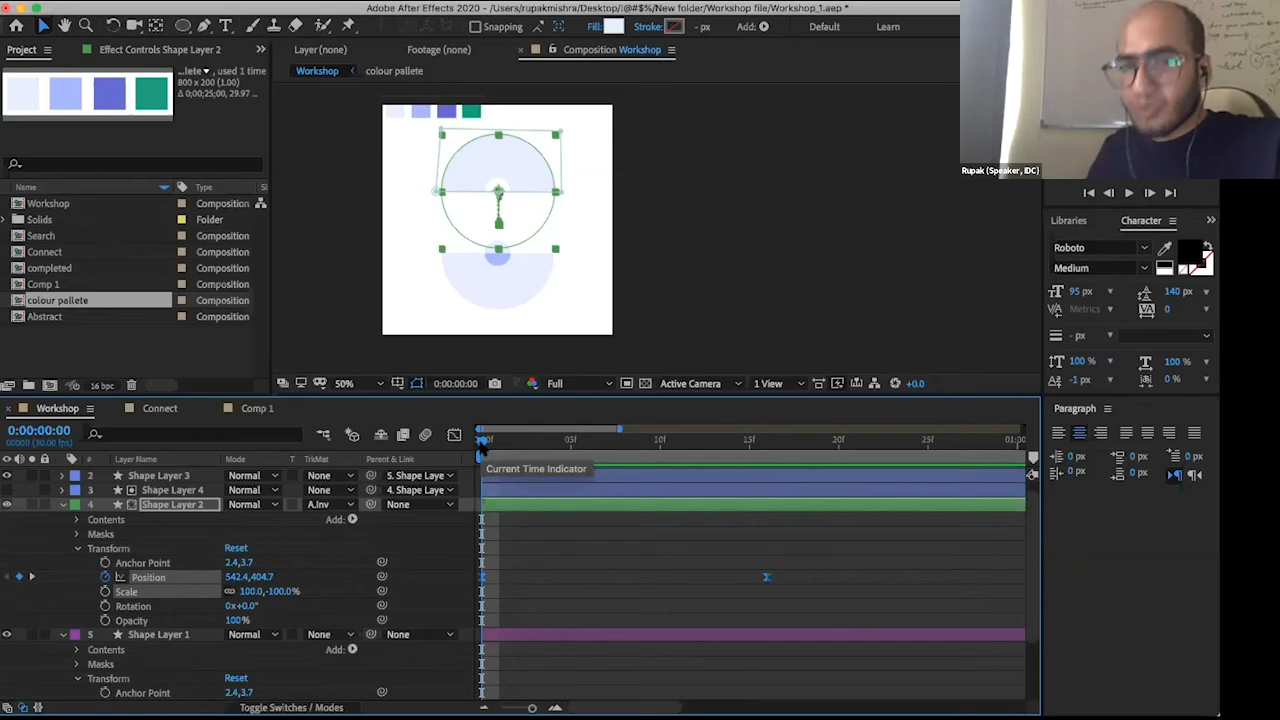 Adobe After Effects 2020 - /Users/rupakmishra/Desktop/!@#$%/New folder/Workshop file/Workshop_1.aep *
Snapping
Fill:
Stroke:
- px
Add:
Default
Learn
Project
Effect Controls Shape Layer 2
Layer (none)
Footage (none)
Composition Workshop
Workshop
colour pallete
...lete, used 1 time
800 x 200 (1.00)
Δ 0;00;25;00, 29.97 ...
Name
Type
Workshop
Composition
Solids
Folder
Search
Composition
Connect
Composition
completed
Composition
Comp 1
Composition
colour pallete
Composition
Abstract
Composition
16 bpc
50%
0:00:00:00
Full
Active Camera
1 View
+0.0
Rupak (Speaker, IDC)
Libraries
Character
Roboto
Medium
95 px
140 px
Metrics
0
- px
100 %
100 %
-1 px
0 %
Paragraph
0 px
0 px
0 px
0 px
0 px
Workshop
Connect
Comp 1
0:00:00:00
00000 (30.00 fps)
05f
10f
15f
20f
25f
01:00
Current Time Indicator
Layer Name
Mode
T
TrkMat
Parent & Link
2
Shape Layer 3
Normal
None
5. Shape Laye
3
Shape Layer 4
Normal
None
4. Shape Laye
4
Shape Layer 2
Normal
A.Inv
None
Contents
Add:
Masks
Transform
Reset
Anchor Point
2.4,3.7
Position
542.4,404.7
Scale
100.0,-100.0%
Rotation
0x+0.0°
Opacity
100%
5
Shape Layer 1
Normal
None
None
Contents
Add:
Masks
Transform
Reset
Anchor Point
2.4,3.7
Toggle Switches / Modes